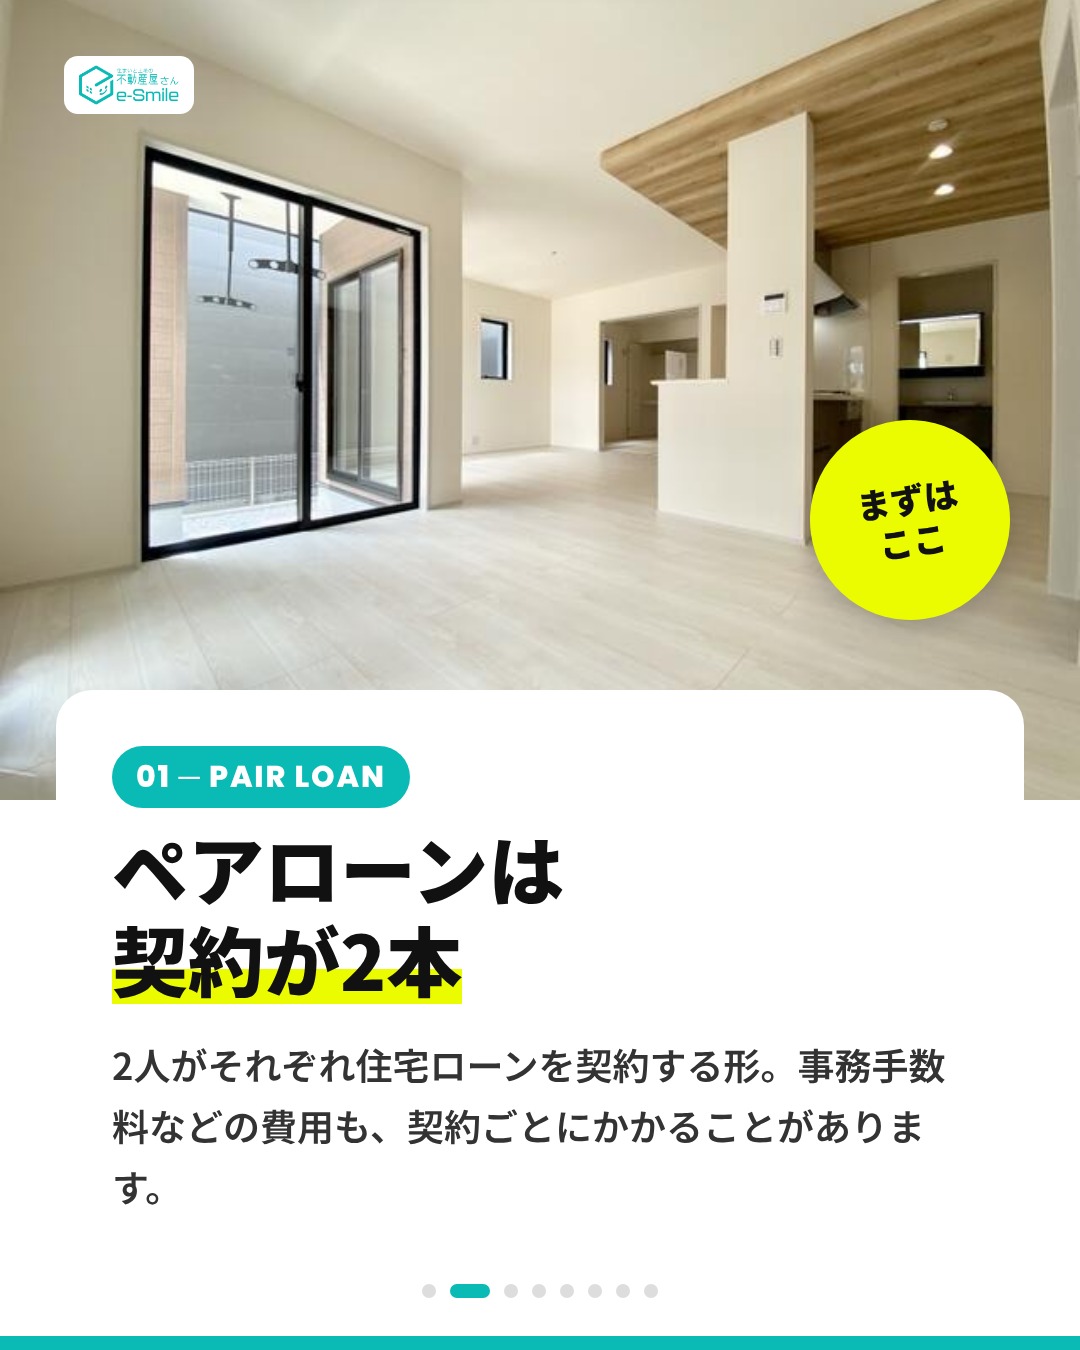 不動産屋さん
e-Smile
まずは
ここ
01 — PAIR LOAN
ペアローンは
契約が2本
2人がそれぞれ住宅ローンを契約する形。事務手数
料などの費用も、契約ごとにかかることがありま
す。